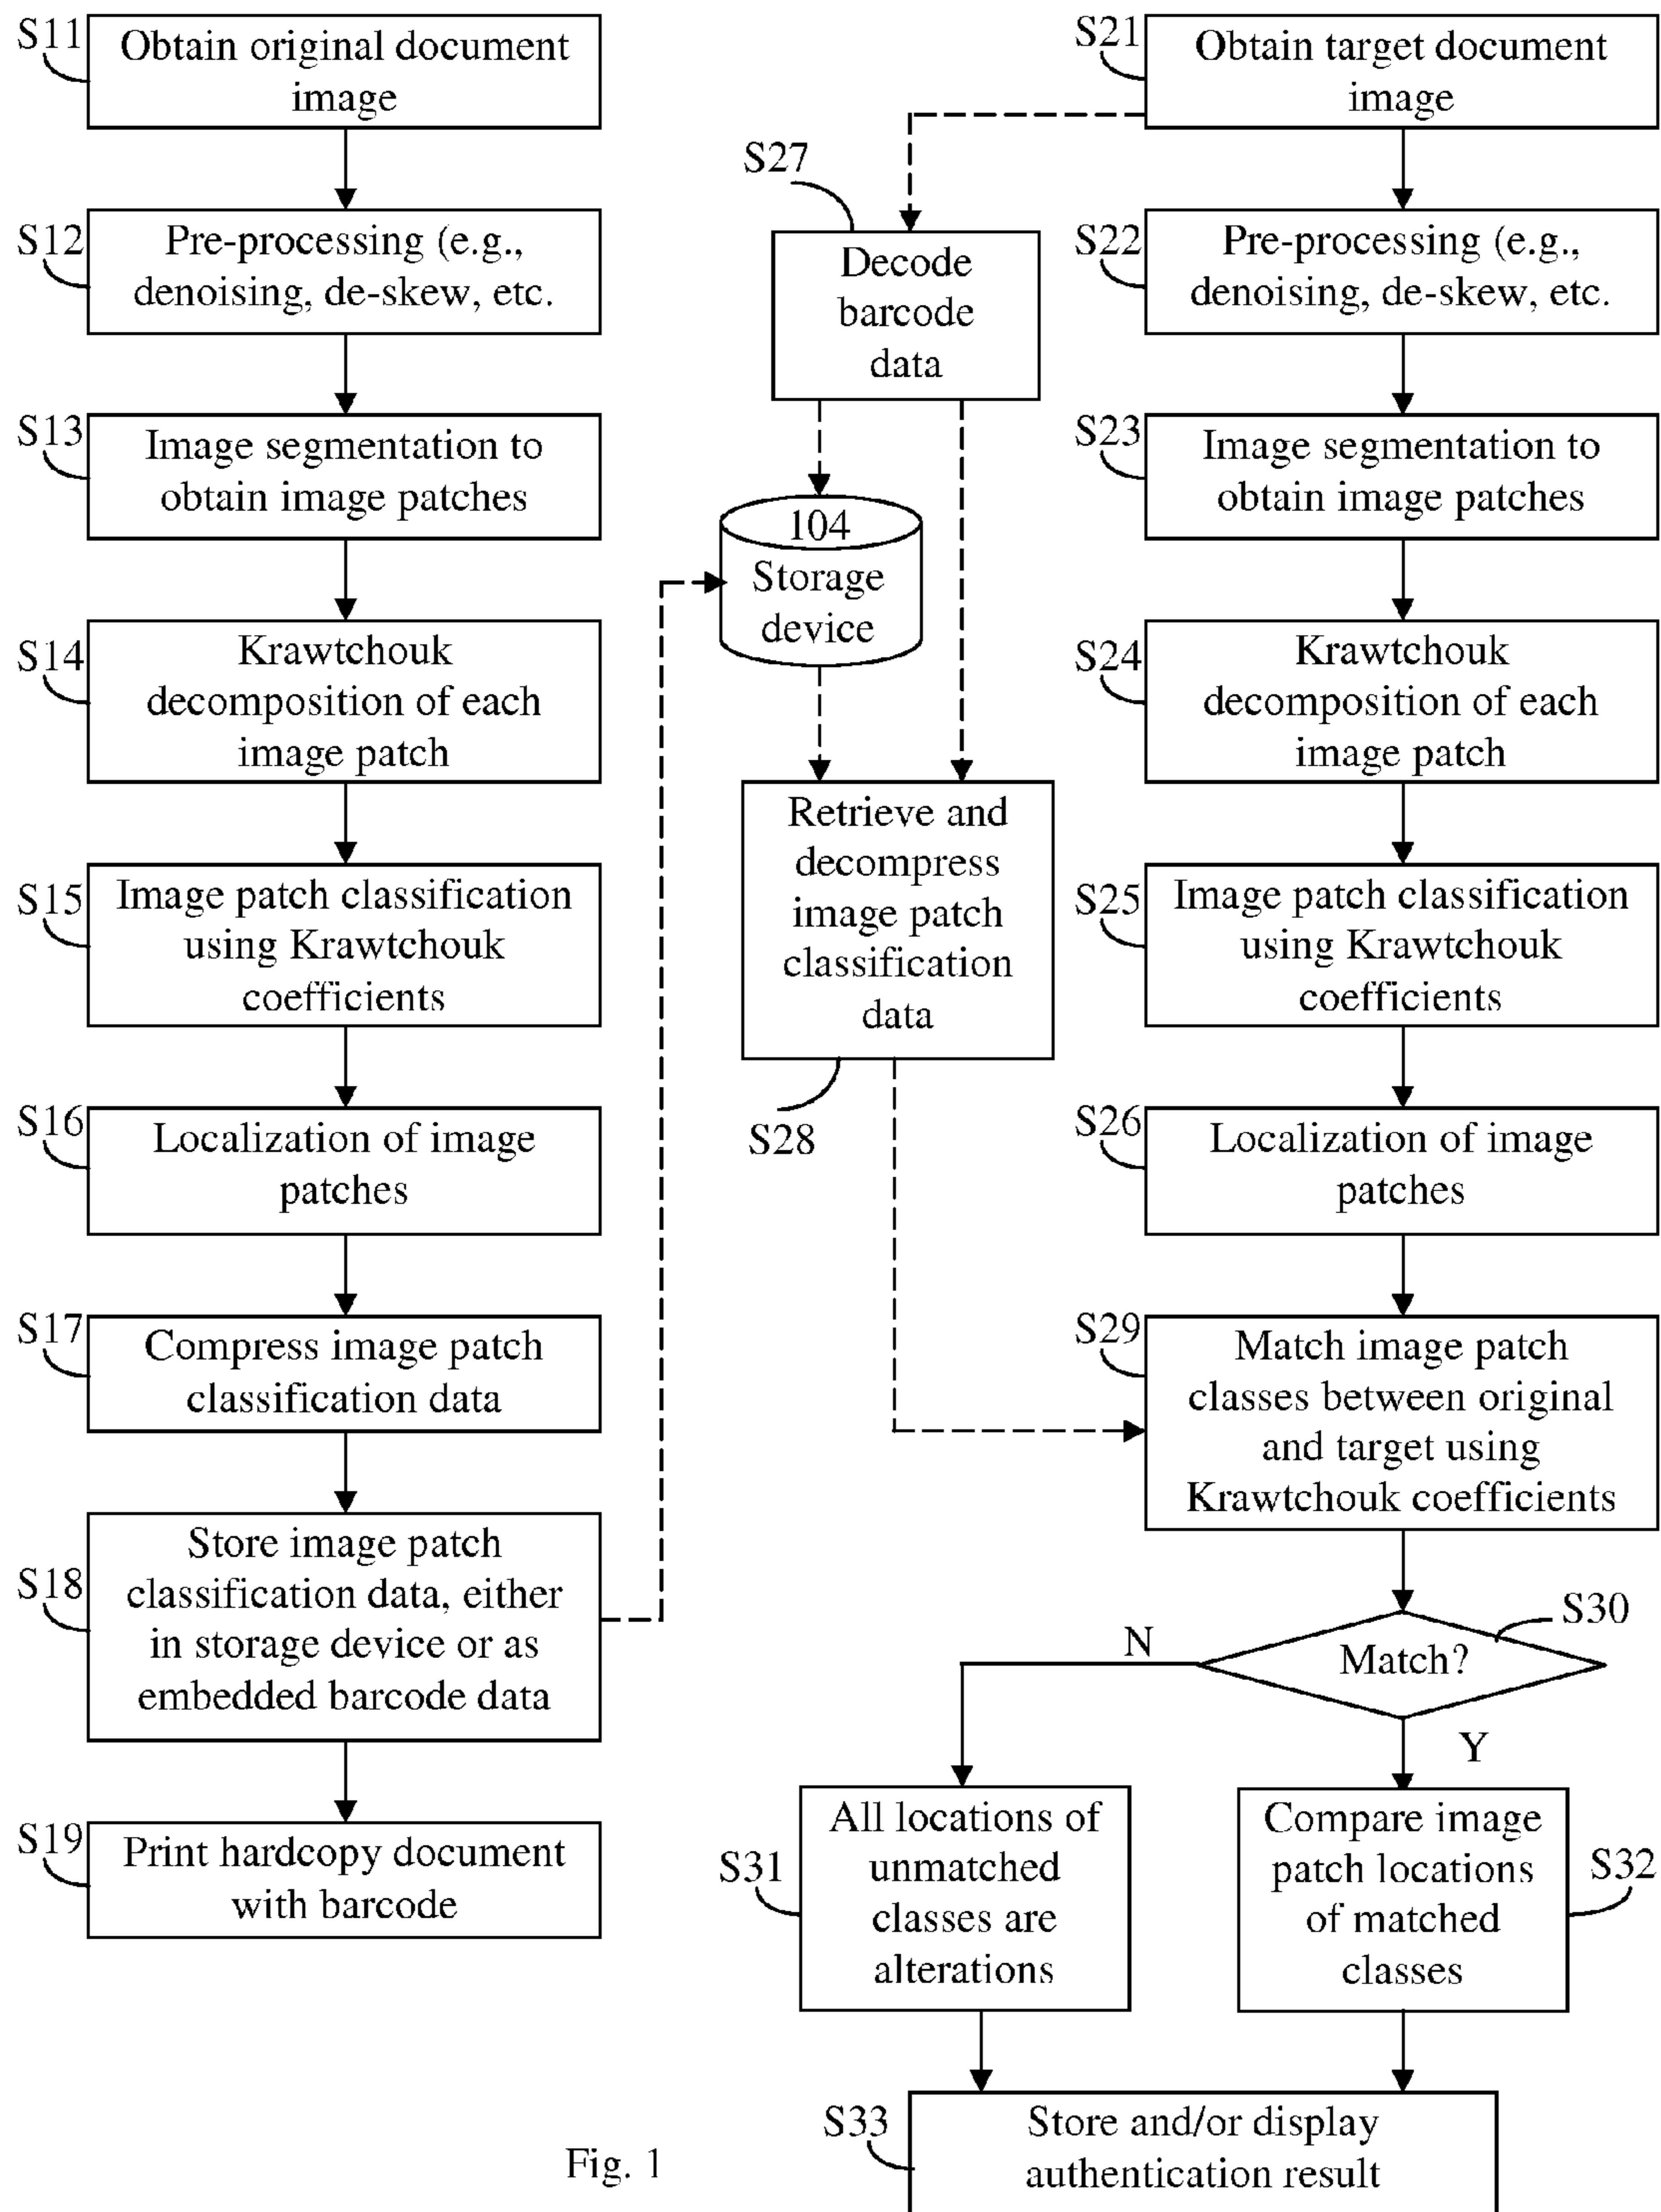 S11
Obtain original document
image
S12
Pre-processing (e.g.,
denoising, de-skew, etc.
S13
Image segmentation to
obtain image patches
S14
Krawtchouk
decomposition of each
image patch
S15
Image patch classification
using Krawtchouk
coefficients
S16
Localization of image
patches
S17
Compress image patch
classification data
S18
Store image patch
classification data, either
in storage device or as
embedded barcode data
S19
Print hardcopy document
with barcode
S27
Decode
barcode
data
104
Storage
device
Retrieve and
decompress
image patch
classification
data
S28
S21
Obtain target document
image
S22
Pre-processing (e.g.,
denoising, de-skew, etc.
S23
Image segmentation to
obtain image patches
S24
Krawtchouk
decomposition of each
image patch
S25
Image patch classification
using Krawtchouk
coefficients
S26
Localization of image
patches
S29
Match image patch
classes between original
and target using
Krawtchouk coefficients
S30
Match?
N
Y
S31
All locations of
unmatched
classes are
alterations
Compare image
patch locations
of matched
classes
S32
S33
Store and/or display
authentication result
Fig. 1